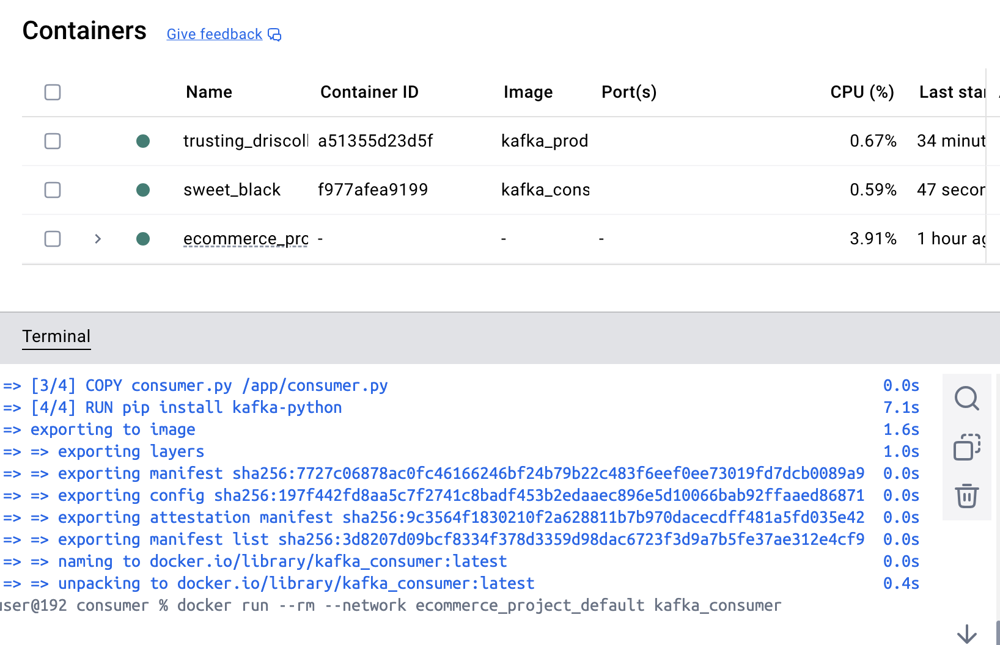 Containers Give feedback
Name Container ID Image Port(s) CPU (%) Last star
trusting_driscoll a51355d23d5f kafka_prod 0.67% 34 minut
sweet_black f977afea9199 kafka_cons 0.59% 47 secon
ecommerce_pro - - - 3.91% 1 hour ag
Terminal
=> [3/4] COPY consumer.py /app/consumer.py 0.0s
=> [4/4] RUN pip install kafka-python 7.1s
=> exporting to image 1.6s
=> => exporting layers 1.0s
=> => exporting manifest sha256:7727c06878ac0fc46166246bf24b79b22c483f6eef0ee73019fd7dcb0089a9 0.0s
=> => exporting config sha256:197f442fd8aa5c7f2741c8badf453b2edaaec896e5d10066bab92ffaaed86871 0.0s
=> => exporting attestation manifest sha256:9c3564f1830210f2a628811b7b970dacecdff481a5fd035e42 0.0s
=> => exporting manifest list sha256:3d8207d09bcf8334f378d3359d98dac6723f3d9a7b5fe37ae312e4cf9 0.0s
=> => naming to docker.io/library/kafka_consumer:latest 0.0s
=> => unpacking to docker.io/library/kafka_consumer:latest 0.4s
user@192 consumer % docker run --rm --network ecommerce_project_default kafka_consumer